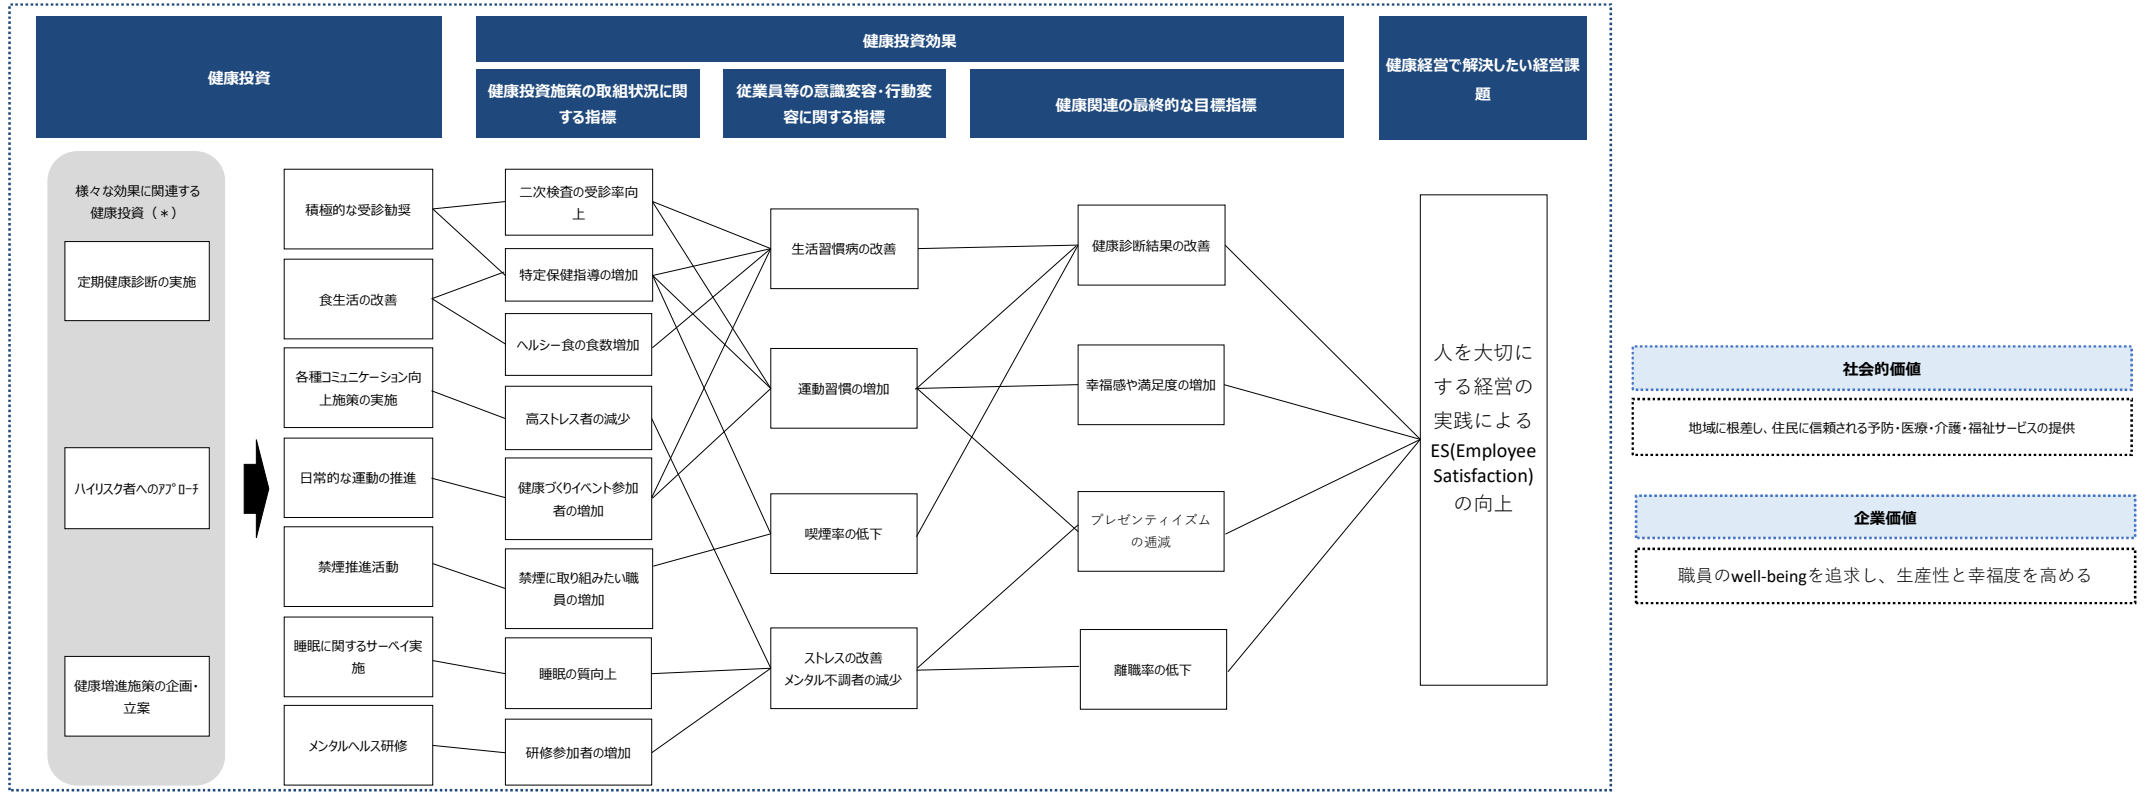 健康投資
健康投資効果
健康経営で解決したい経営課
題
健康投資施策の取組状況に関
する指標
従業員等の意識変容・行動変
容に関する指標
健康関連の最終的な目標指標
様々な効果に関連する
健康投資（＊）
定期健康診断の実施
ハイリスク者へのｱﾌﾟﾛｰﾁ
健康増進施策の企画・
立案
積極的な受診勧奨
食生活の改善
各種コミュニケーション向
上施策の実施
日常的な運動の推進
禁煙推進活動
睡眠に関するサーベイ実
施
メンタルヘルス研修
二次検査の受診率向
上
特定保健指導の増加
ヘルシー食の食数増加
高ストレス者の減少
健康づくりイベント参加
者の増加
禁煙に取り組みたい職
員の増加
睡眠の質向上
研修参加者の増加
生活習慣病の改善
運動習慣の増加
喫煙率の低下
ストレスの改善
メンタル不調者の減少
健康診断結果の改善
幸福感や満足度の増加
プレゼンティイズム
の逓減
離職率の低下
人を大切に
する経営の
実践による
ES(Employee
Satisfaction)
の向上
社会的価値
地域に根差し、住民に信頼される予防・医療・介護・福祉サービスの提供
企業価値
職員のwell-beingを追求し、生産性と幸福度を高める